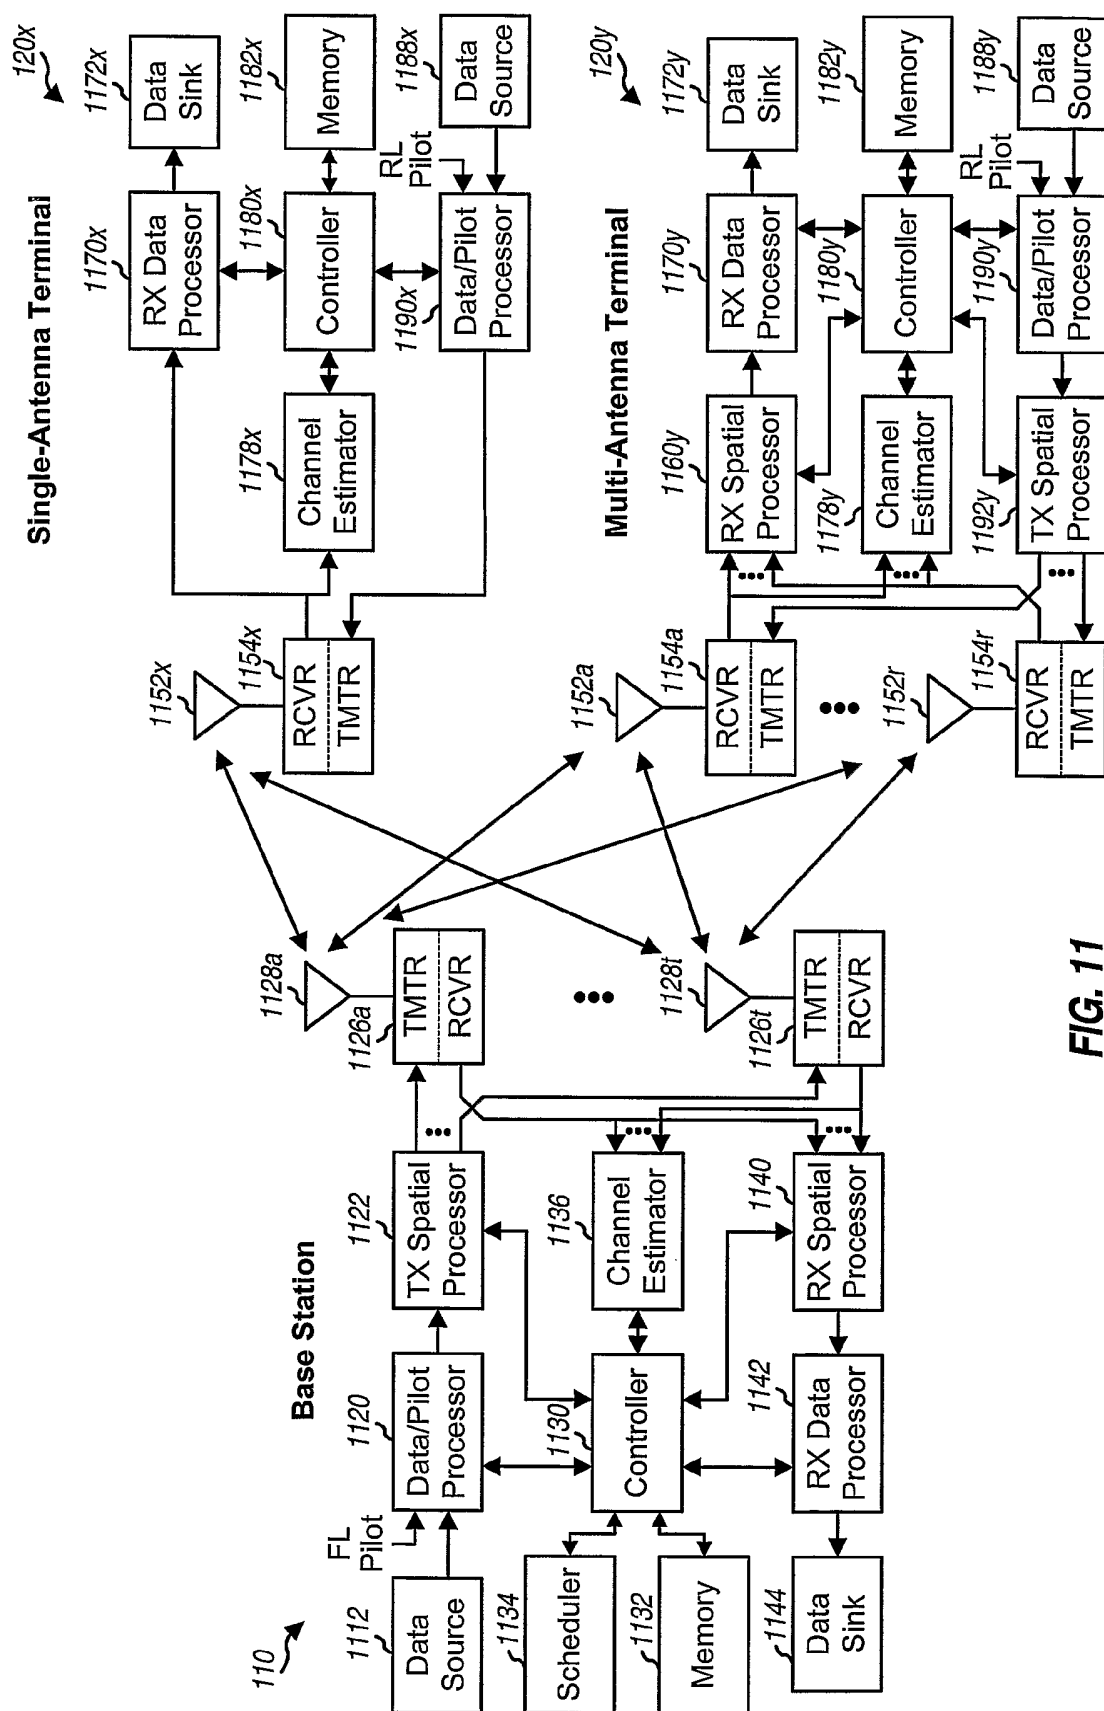 110
Base Station
1112
Data
Source
FL
Pilot
1120
Data/Pilot
Processor
1122
TX Spatial
Processor
1126a
TMTR
RCVR
1128a
1134
Scheduler
1132
Memory
1130
Controller
1136
Channel
Estimator
1144
Data
Sink
1142
RX Data
Processor
1140
RX Spatial
Processor
1126t
TMTR
RCVR
1128t
Single-Antenna Terminal
120x
1152x
1154x
RCVR
TMTR
1170x
RX Data
Processor
1172x
Data
Sink
1178x
Channel
Estimator
1180x
Controller
1182x
Memory
1190x
Data/Pilot
Processor
RL
Pilot
1188x
Data
Source
Multi-Antenna Terminal
120y
1152a
1154a
RCVR
TMTR
1152r
1154r
RCVR
TMTR
1160y
RX Spatial
Processor
1170y
RX Data
Processor
1172y
Data
Sink
1178y
Channel
Estimator
1180y
Controller
1182y
Memory
1192y
TX Spatial
Processor
1190y
Data/Pilot
Processor
RL
Pilot
1188y
Data
Source
FIG. 11